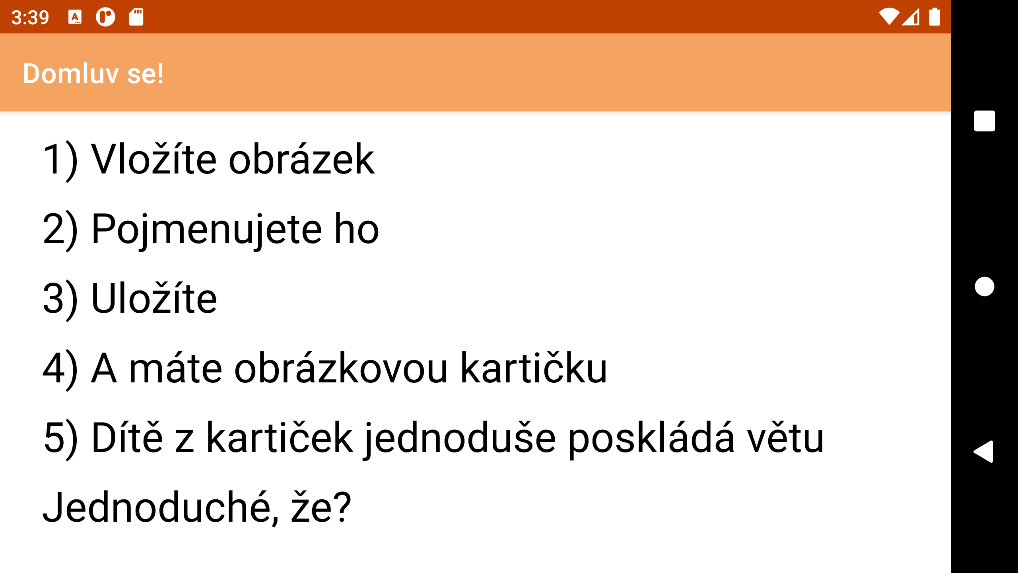 3:39
Domluv se!
1) Vložíte obrázek
2) Pojmenujete ho
3) Uložíte
4) A máte obrázkovou kartičku
5) Dítě z kartiček jednoduše poskládá větu
Jednoduché, že?